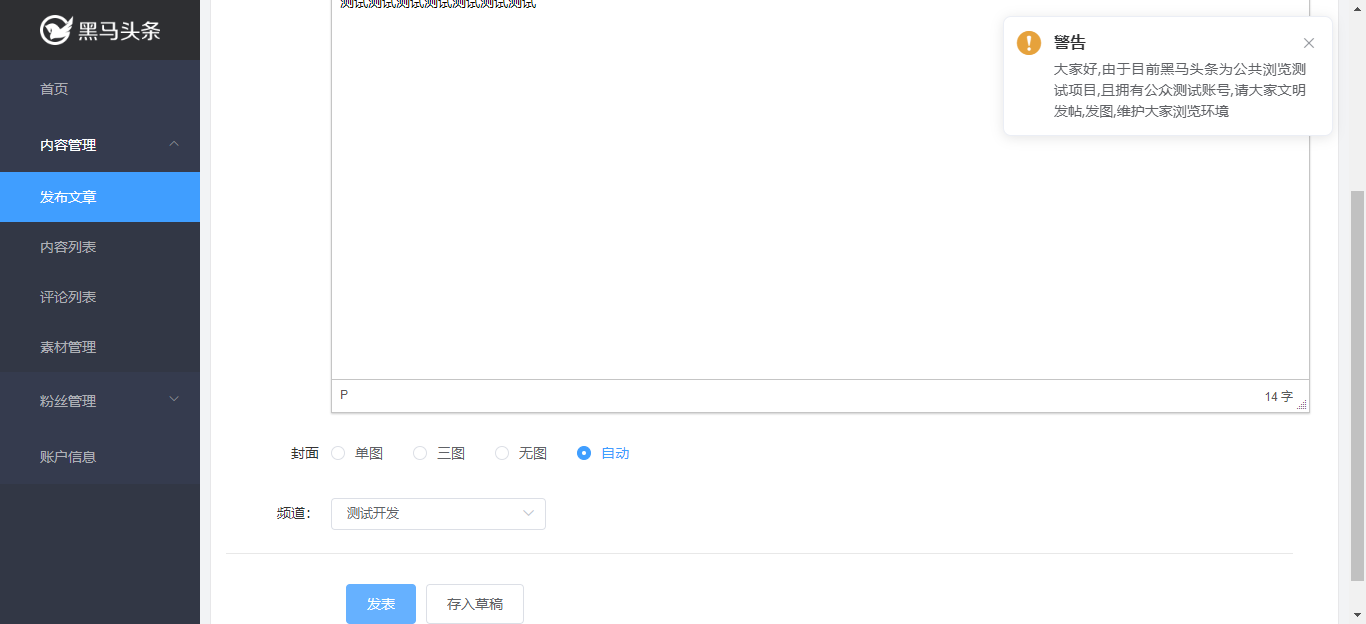 黑马头条
首页
内容管理
发布文章
内容列表
评论列表
素材管理
粉丝管理
账户信息
测试测试测试测试测试测试测试
警告
大家好,由于目前黑马头条为公共浏览测
试项目,且拥有公众测试账号,请大家文明
发帖,发图,维护大家浏览环境
P
14 字
封面 单图 三图 无图 自动
频道: 测试开发
发表 存入草稿